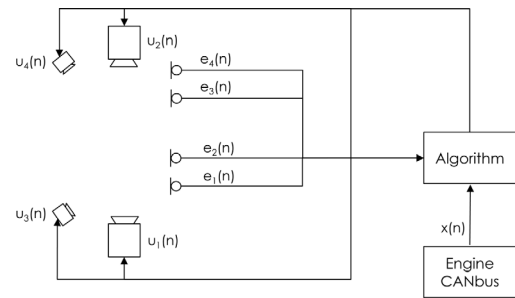 u₂(n)
u₄(n)
e₄(n)
e₃(n)
e₂(n)
e₁(n)
Algorithm
u₃(n)
u₁(n)
x(n)
Engine
CANbus